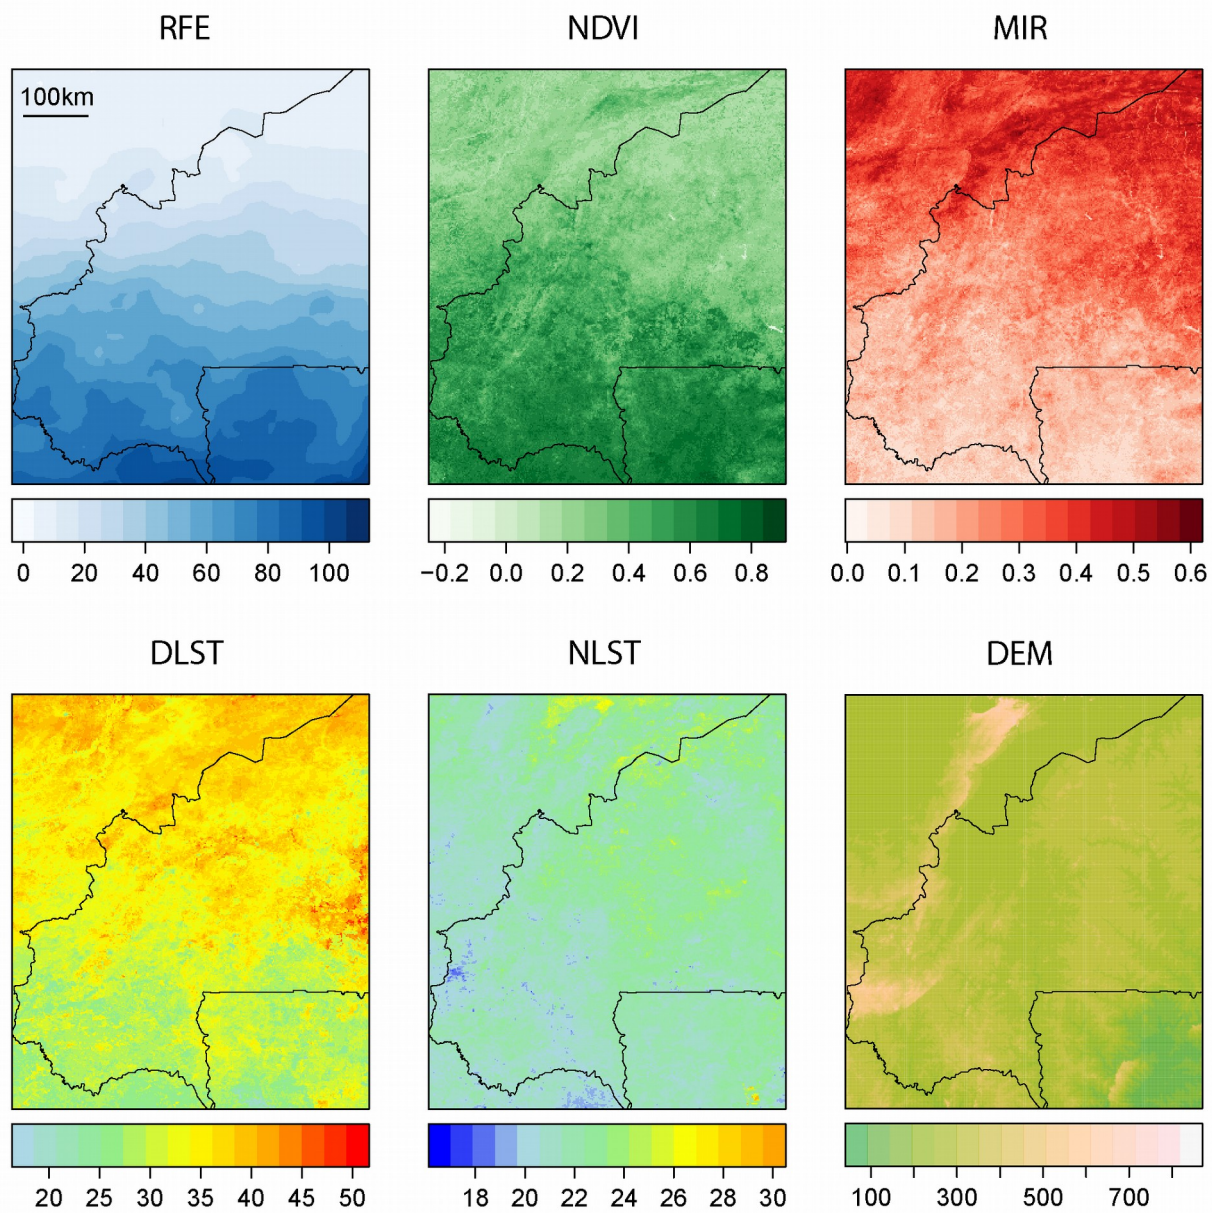 RFE NDVI MIR
100km
0 20 40 60 80 100 −0.2 0.0 0.2 0.4 0.6 0.8 0.0 0.1 0.2 0.3 0.4 0.5 0.6
DLST NLST DEM
20 25 30 35 40 45 50 18 20 22 24 26 28 30 100 300 500 700